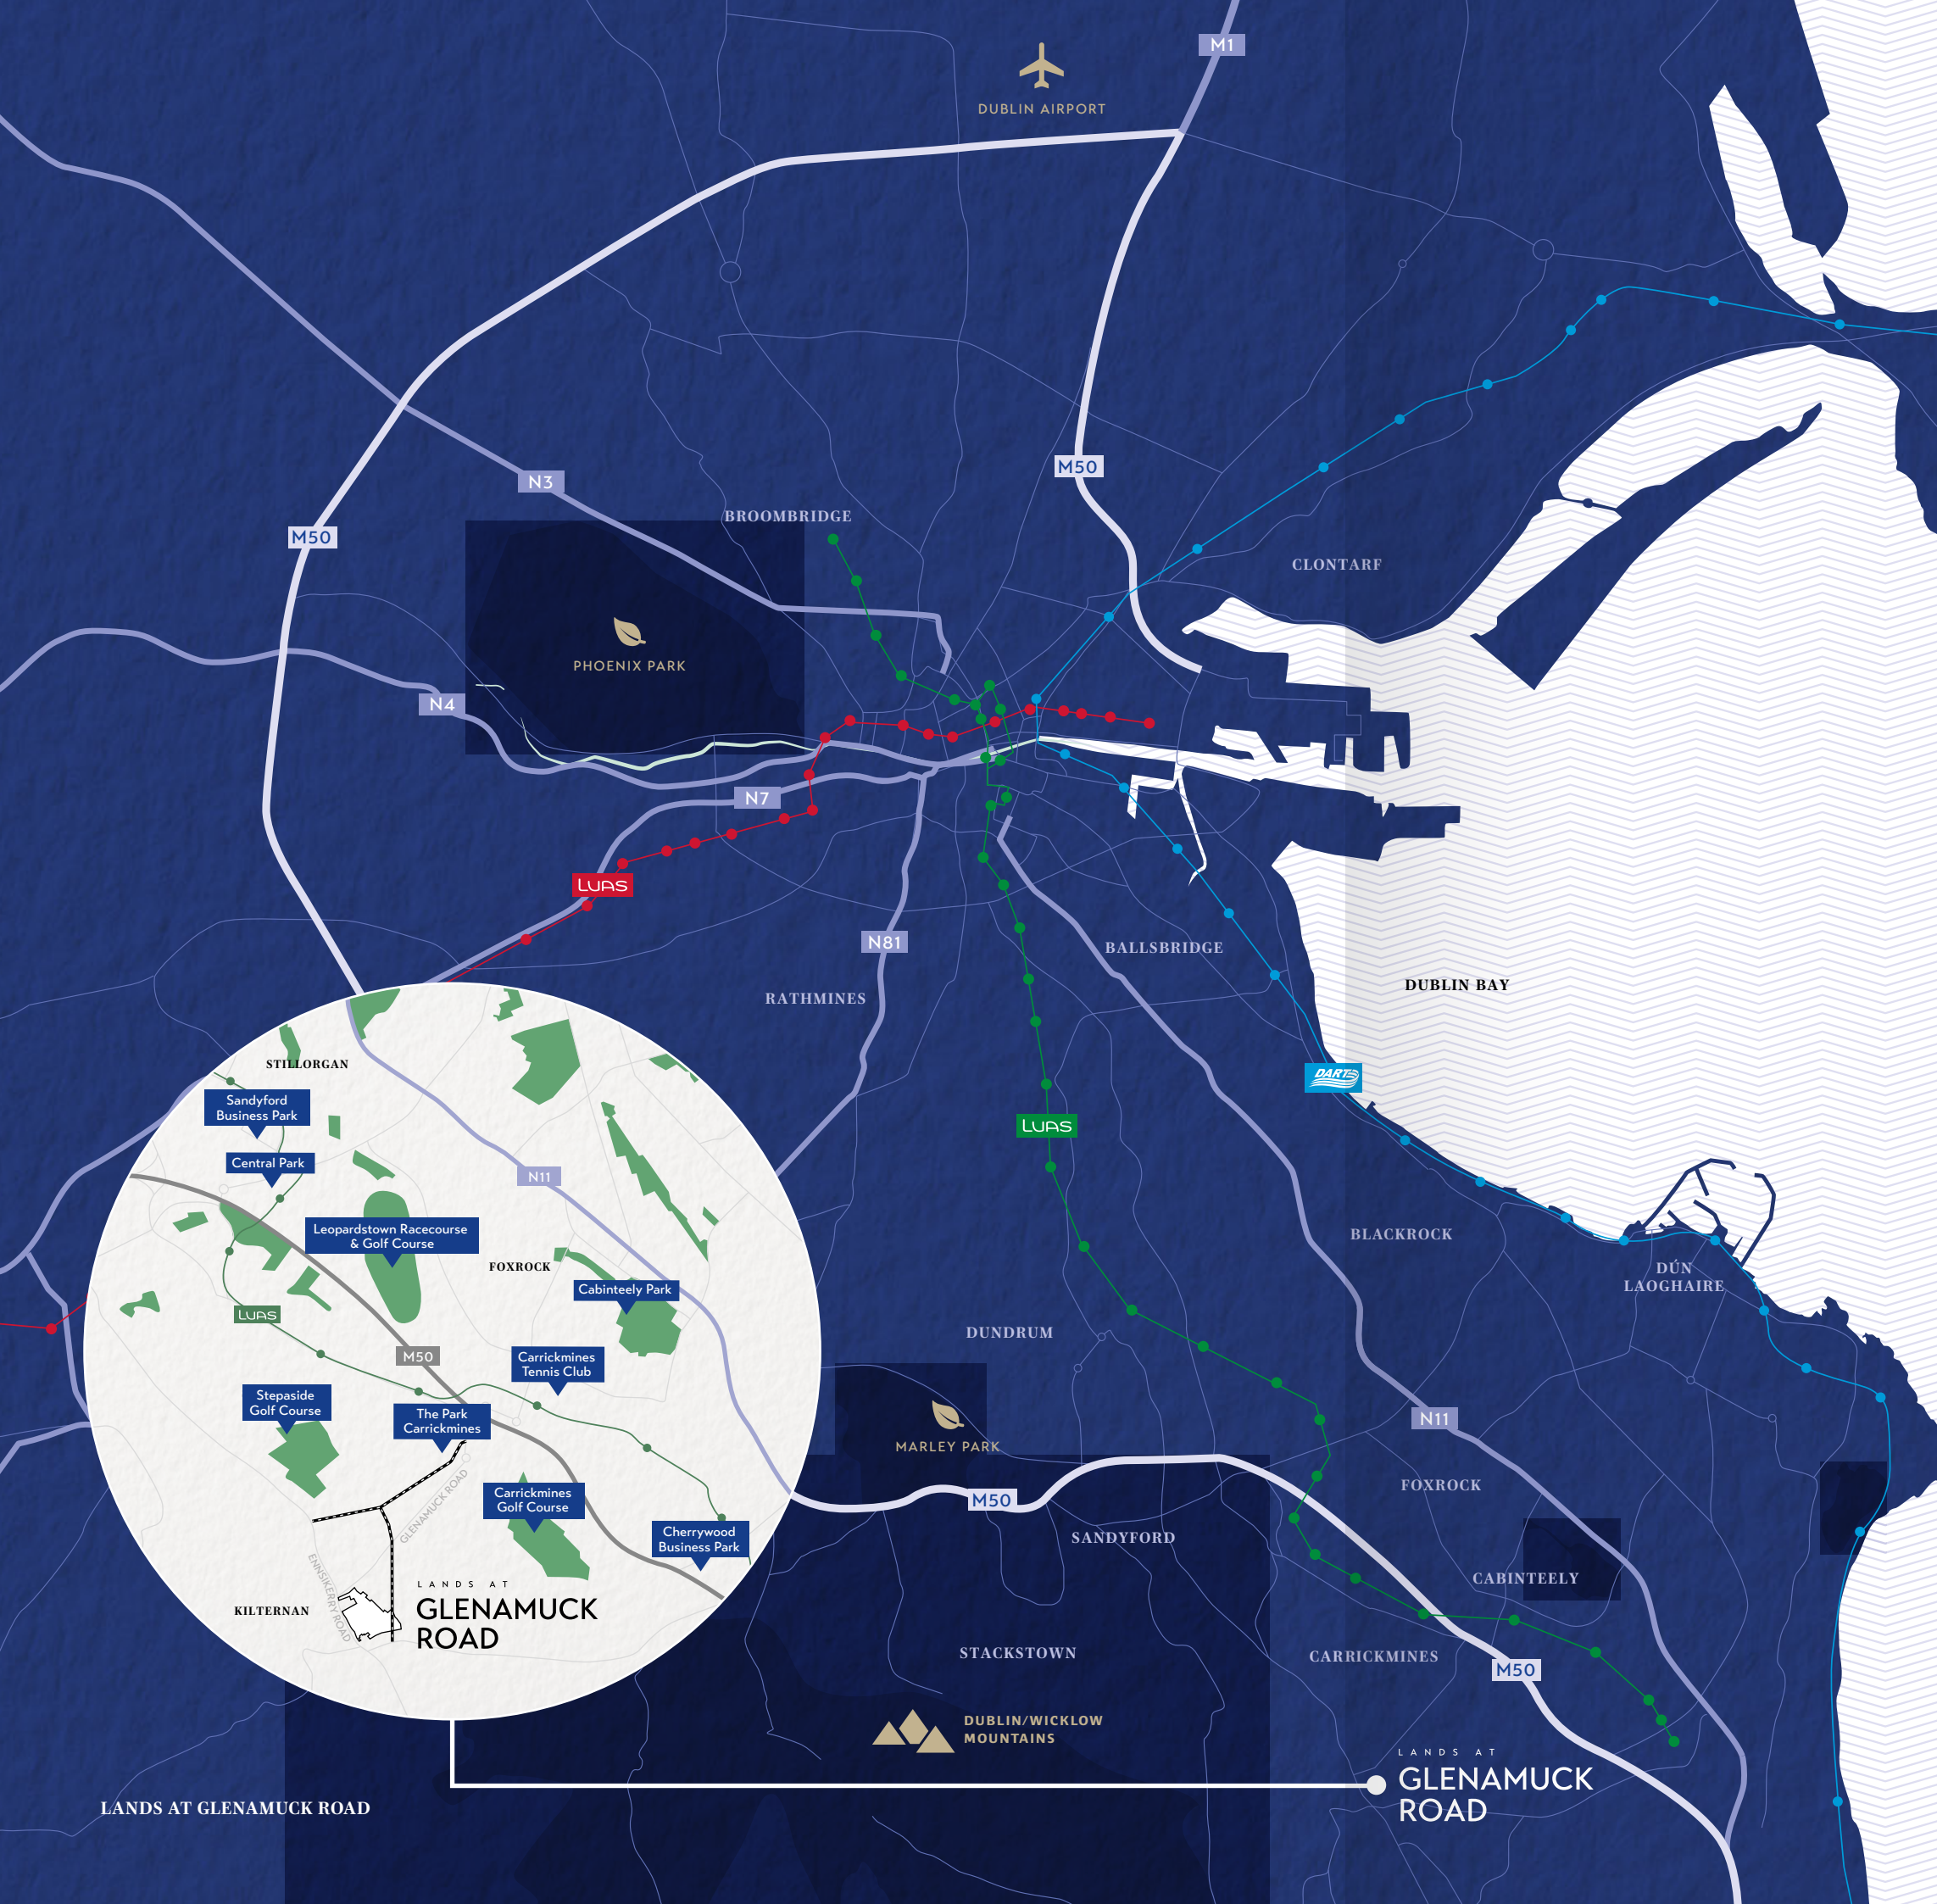 M1
DUBLIN AIRPORT
M50
N3
BROOMBRIDGE
M50
CLONTARF
PHOENIX PARK
N4
N7
LUAS
N81
BALLSBRIDGE
DUBLIN BAY
RATHMINES
DART
LUAS
BLACKROCK
DÚN
LAOGHAIRE
DUNDRUM
N11
MARLEY PARK
FOXROCK
M50
SANDYFORD
CABINTEELY
STACKSTOWN
CARRICKMINES
M50
DUBLIN/WICKLOW
MOUNTAINS
LANDS AT
GLENAMUCK
ROAD
LANDS AT GLENAMUCK ROAD
STILLORGAN
Sandyford
Business Park
Central Park
N11
Leopardstown Racecourse
& Golf Course
FOXROCK
Cabinteely Park
LUAS
M50
Carrickmines
Tennis Club
Stepaside
Golf Course
The Park
Carrickmines
GLENAMUCK ROAD
Carrickmines
Golf Course
Cherrywood
Business Park
ENNSIKERRY ROAD
KILTERNAN
LANDS AT
GLENAMUCK
ROAD